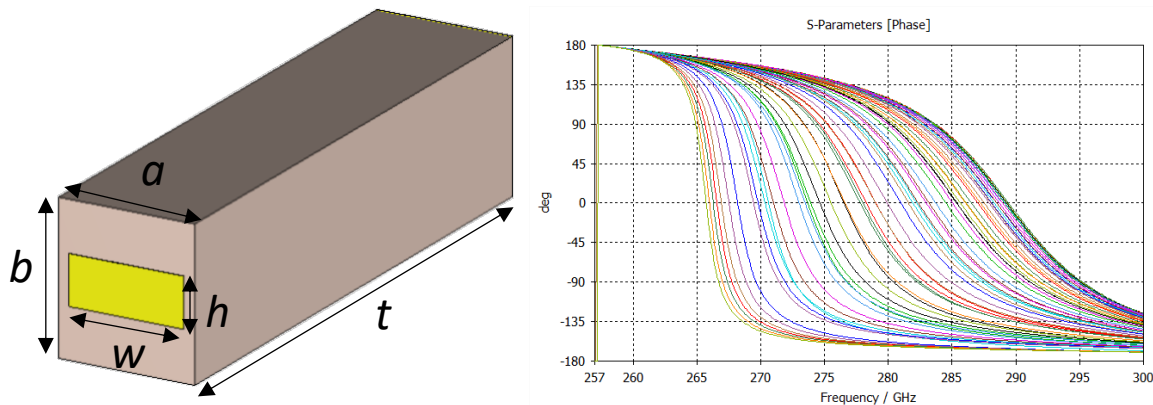 a
b
h
w
t
S-Parameters [Phase]
180
135
90
45
0
-45
-90
-135
-180
deg
257 260 265 270 275 280 285 290 295 300
Frequency / GHz